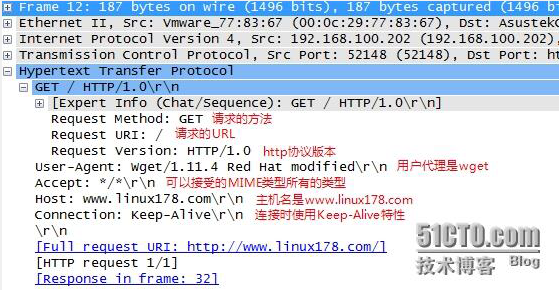 Frame 12: 187 bytes on wire (1496 bits), 187 bytes captured (1496 b
Ethernet II, Src: Vmware_77:83:67 (00:0c:29:77:83:67), Dst: Asustek
Internet Protocol Version 4, Src: 192.168.100.202 (192.168.100.202),
Transmission Control Protocol, Src Port: 52148 (52148), Dst Port: ht
Hypertext Transfer Protocol
GET / HTTP/1.0\r\n
[Expert Info (Chat/Sequence): GET / HTTP/1.0\r\n]
Request Method: GET 请求的方法
Request URI: / 请求的URL
Request Version: HTTP/1.0 http协议版本
User-Agent: Wget/1.11.4 Red Hat modified\r\n 用户代理是wget
Accept: */*\r\n 可以接受的MIME类型所有的类型
Host: www.linux178.com\r\n 主机名是www.linux178.com
Connection: Keep-Alive\r\n 连接时使用Keep-Alive特性
\r\n
[Full request URI: http://www.linux178.com/]
[HTTP request 1/1]
[Response in frame: 32]
51CTO.com
技术博客 Blog